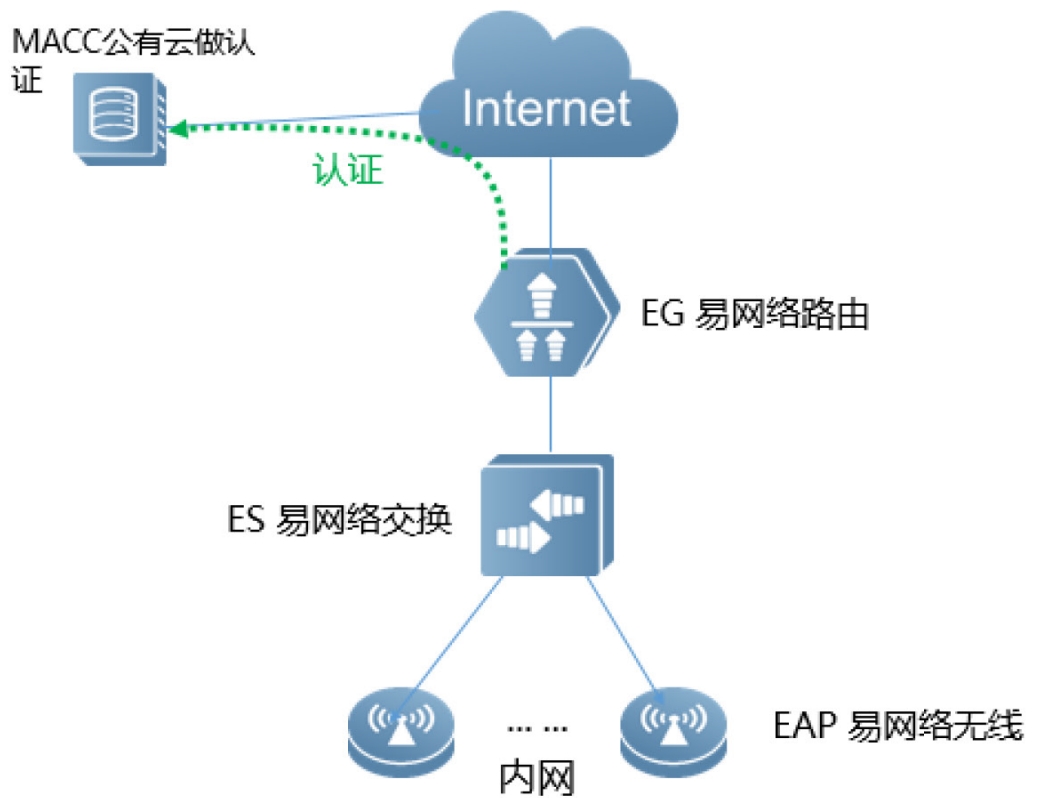 MACC公有云做认
证
Internet
认证
EG 易网络路由
ES 易网络交换
... ...
内网
EAP 易网络无线